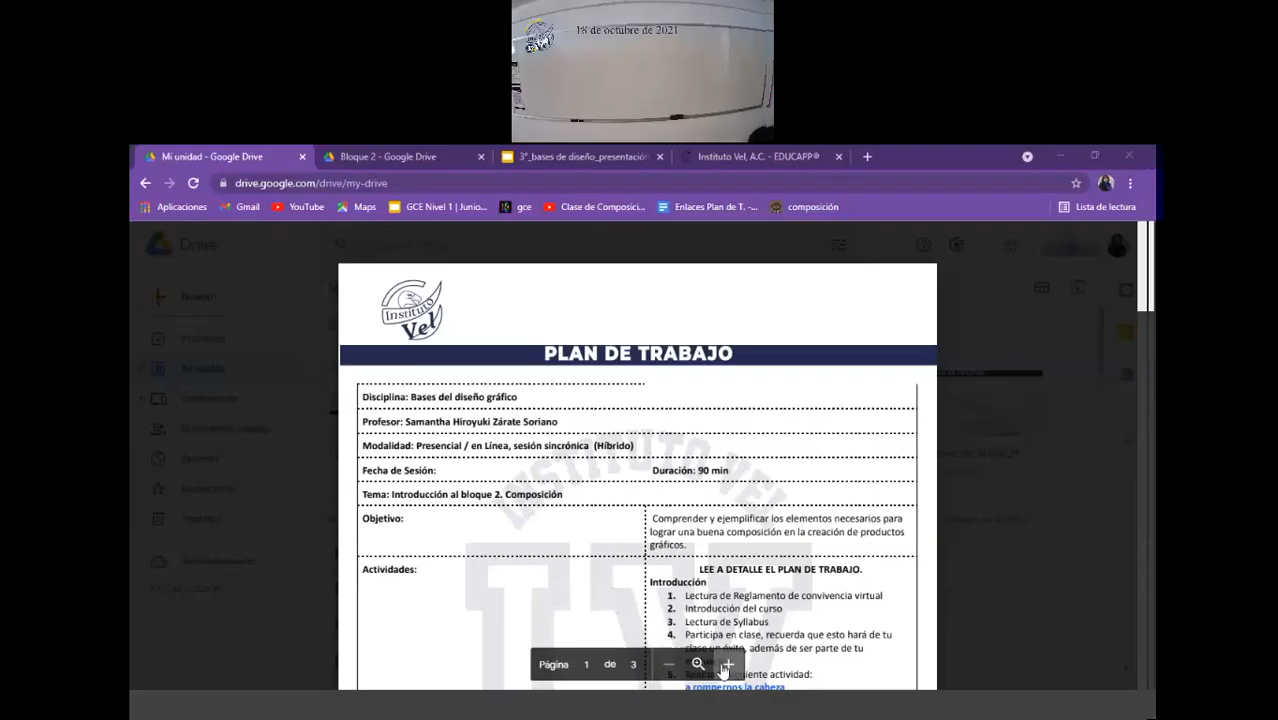 18 de octubre de 2021
Instituto Vel
Mi unidad - Google Drive
Bloque 2 - Google Drive
3°_bases de diseño_presentación
Instituto Vel, A.C. - EDUCAPP®
drive.google.com/drive/my-drive
Aplicaciones
Gmail
YouTube
Maps
GCE Nivel 1 | Junio...
gce
Clase de Composici...
Enlaces Plan de T. -...
composición
Lista de lectura
Drive
Mi unidad
Instituto Vel
PLAN DE TRABAJO
Disciplina: Bases del diseño gráfico
Profesor: Samantha Hiroyuki Zárate Soriano
Modalidad: Presencial / en Línea, sesión sincrónica (Híbrido)
Fecha de Sesión:
Duración: 90 min
Tema: Introducción al bloque 2. Composición
INSTITUTO VEL
Objetivo:
Comprender y ejemplificar los elementos necesarios para
lograr una buena composición en la creación de productos
gráficos.
Actividades:
LEE A DETALLE EL PLAN DE TRABAJO.
Introducción
1. Lectura de Reglamento de convivencia virtual
2. Introducción del curso
3. Lectura de Syllabus
4. Participa en clase, recuerda que esto hará de tu
clase un éxito, además de ser parte de tu
5. siguiente actividad:
a rompernos la cabeza
Página 1 de 3